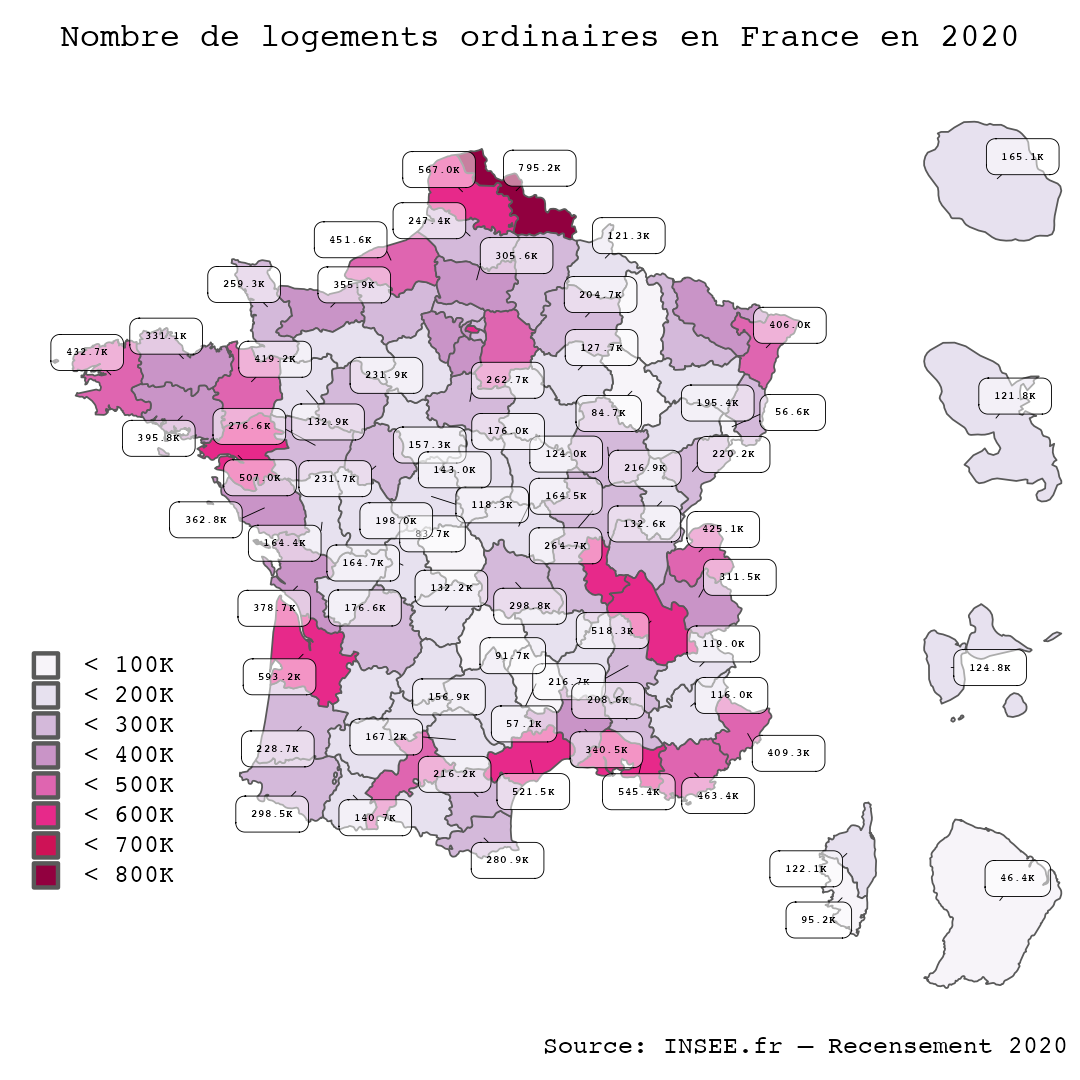 Nombre de logements ordinaires en France en 2020
165.1K
567.0K
795.2K
247.4K
451.6K
121.3K
305.6K
259.3K
355.9K
204.7K
406.0K
331.1K
432.7K
419.2K
127.7K
231.9K
262.7K
121.8K
195.4K
84.7K
56.6K
132.9K
276.6K
395.8K
176.0K
157.3K
124.0K
220.2K
143.0K
216.9K
507.0K
231.7K
164.5K
118.3K
362.8K
198.0K
132.6K
425.1K
83.7K
164.4K
264.7K
164.7K
311.5K
132.2K
378.7K
176.6K
298.8K
518.3K
119.0K
91.7K
124.8K
593.2K
216.7K
116.0K
156.9K
208.6K
57.1K
167.2K
228.7K
340.5K
409.3K
216.2K
521.5K
545.4K
463.4K
298.5K
140.7K
280.9K
122.1K
46.4K
95.2K
< 100K
< 200K
< 300K
< 400K
< 500K
< 600K
< 700K
< 800K
Source: INSEE.fr — Recensement 2020